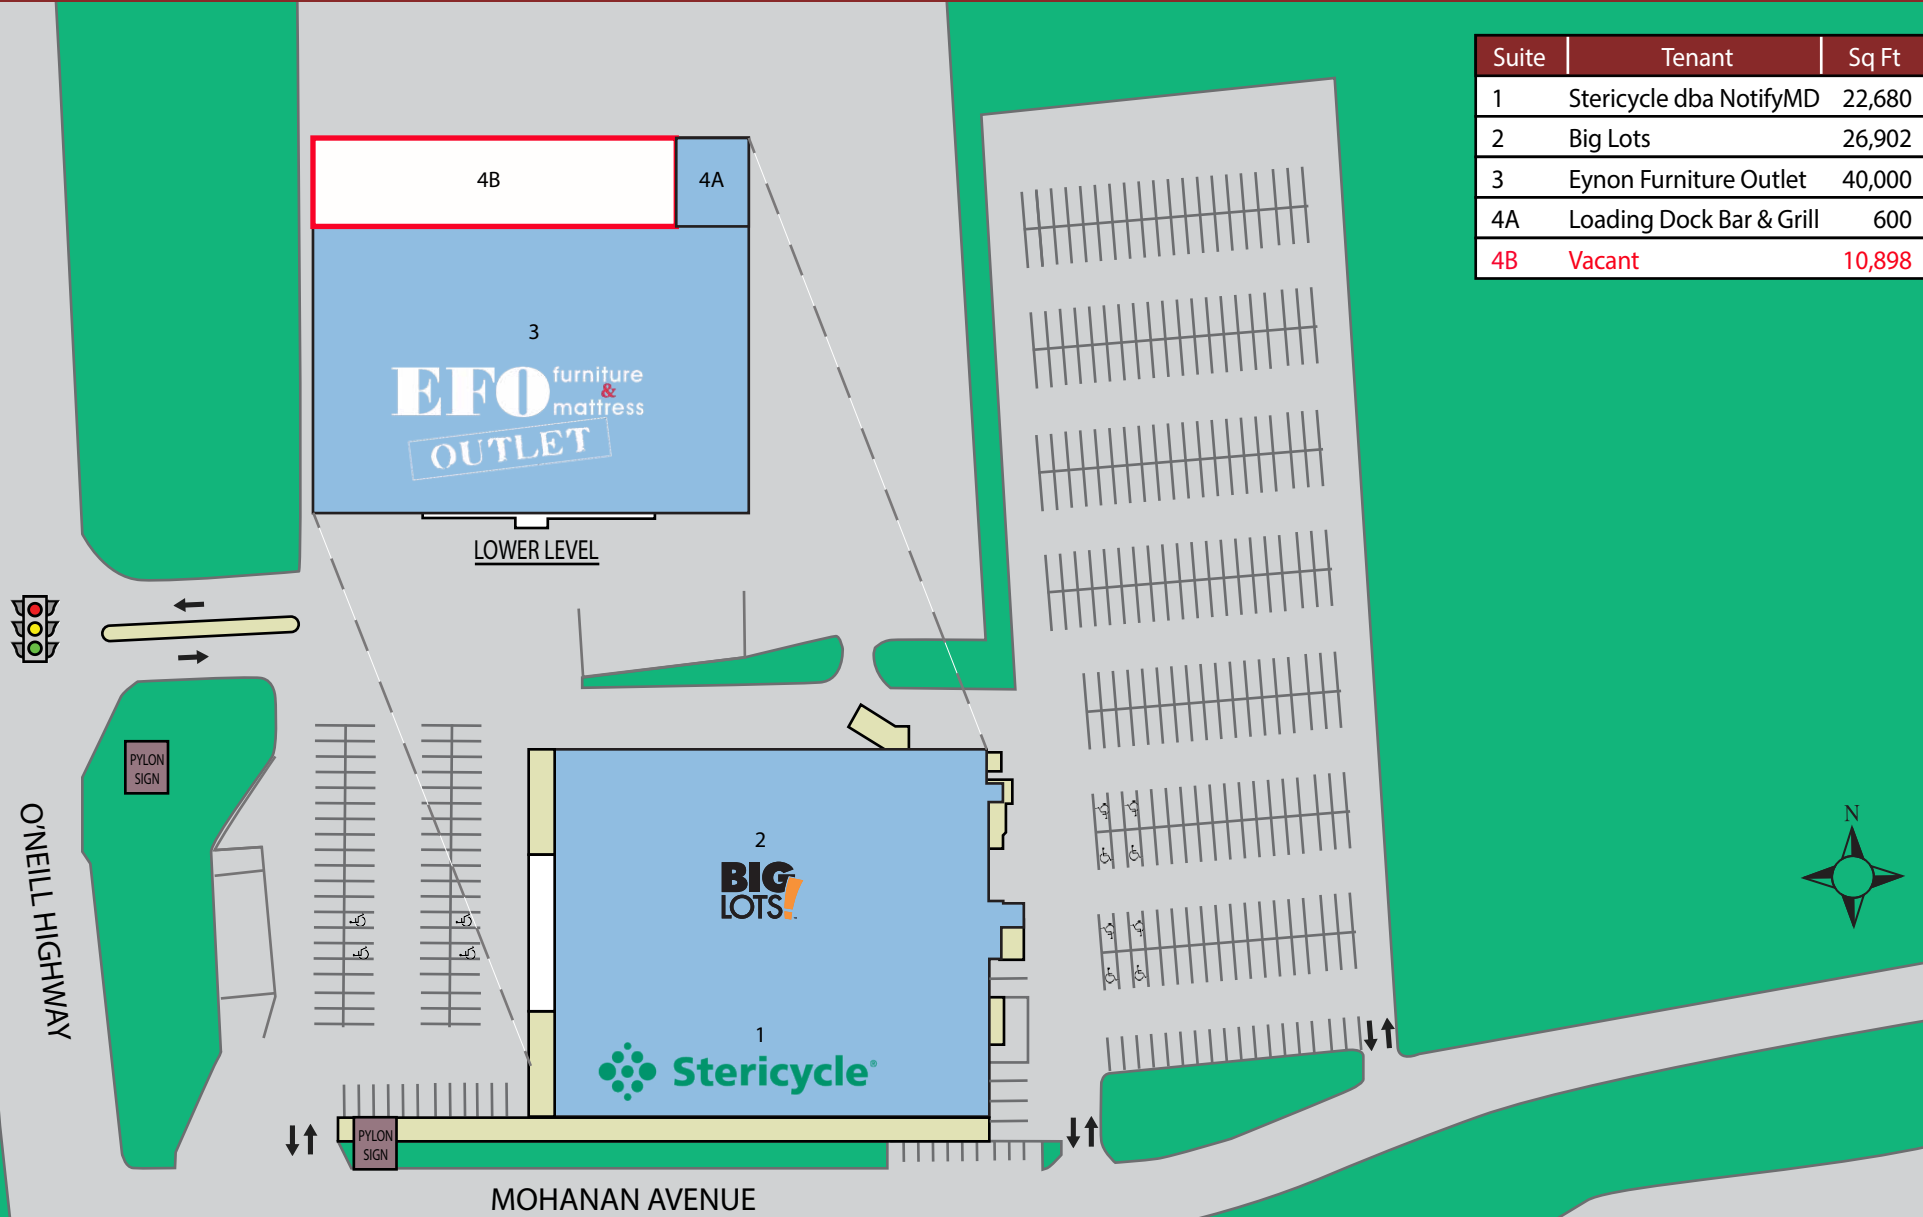 Suite Tenant Sq Ft
1 Stericycle dba NotifyMD 22,680
2 Big Lots 26,902
3 Eynon Furniture Outlet 40,000
4A Loading Dock Bar & Grill 600
4B Vacant 10,898
4B
4A
3
EFO furniture
&
mattress
OUTLET
LOWER LEVEL
PYLON
SIGN
O'NEILL HIGHWAY
2
BIG
LOTS!
N
1
Stericycle®
PYLON
SIGN
MOHANAN AVENUE